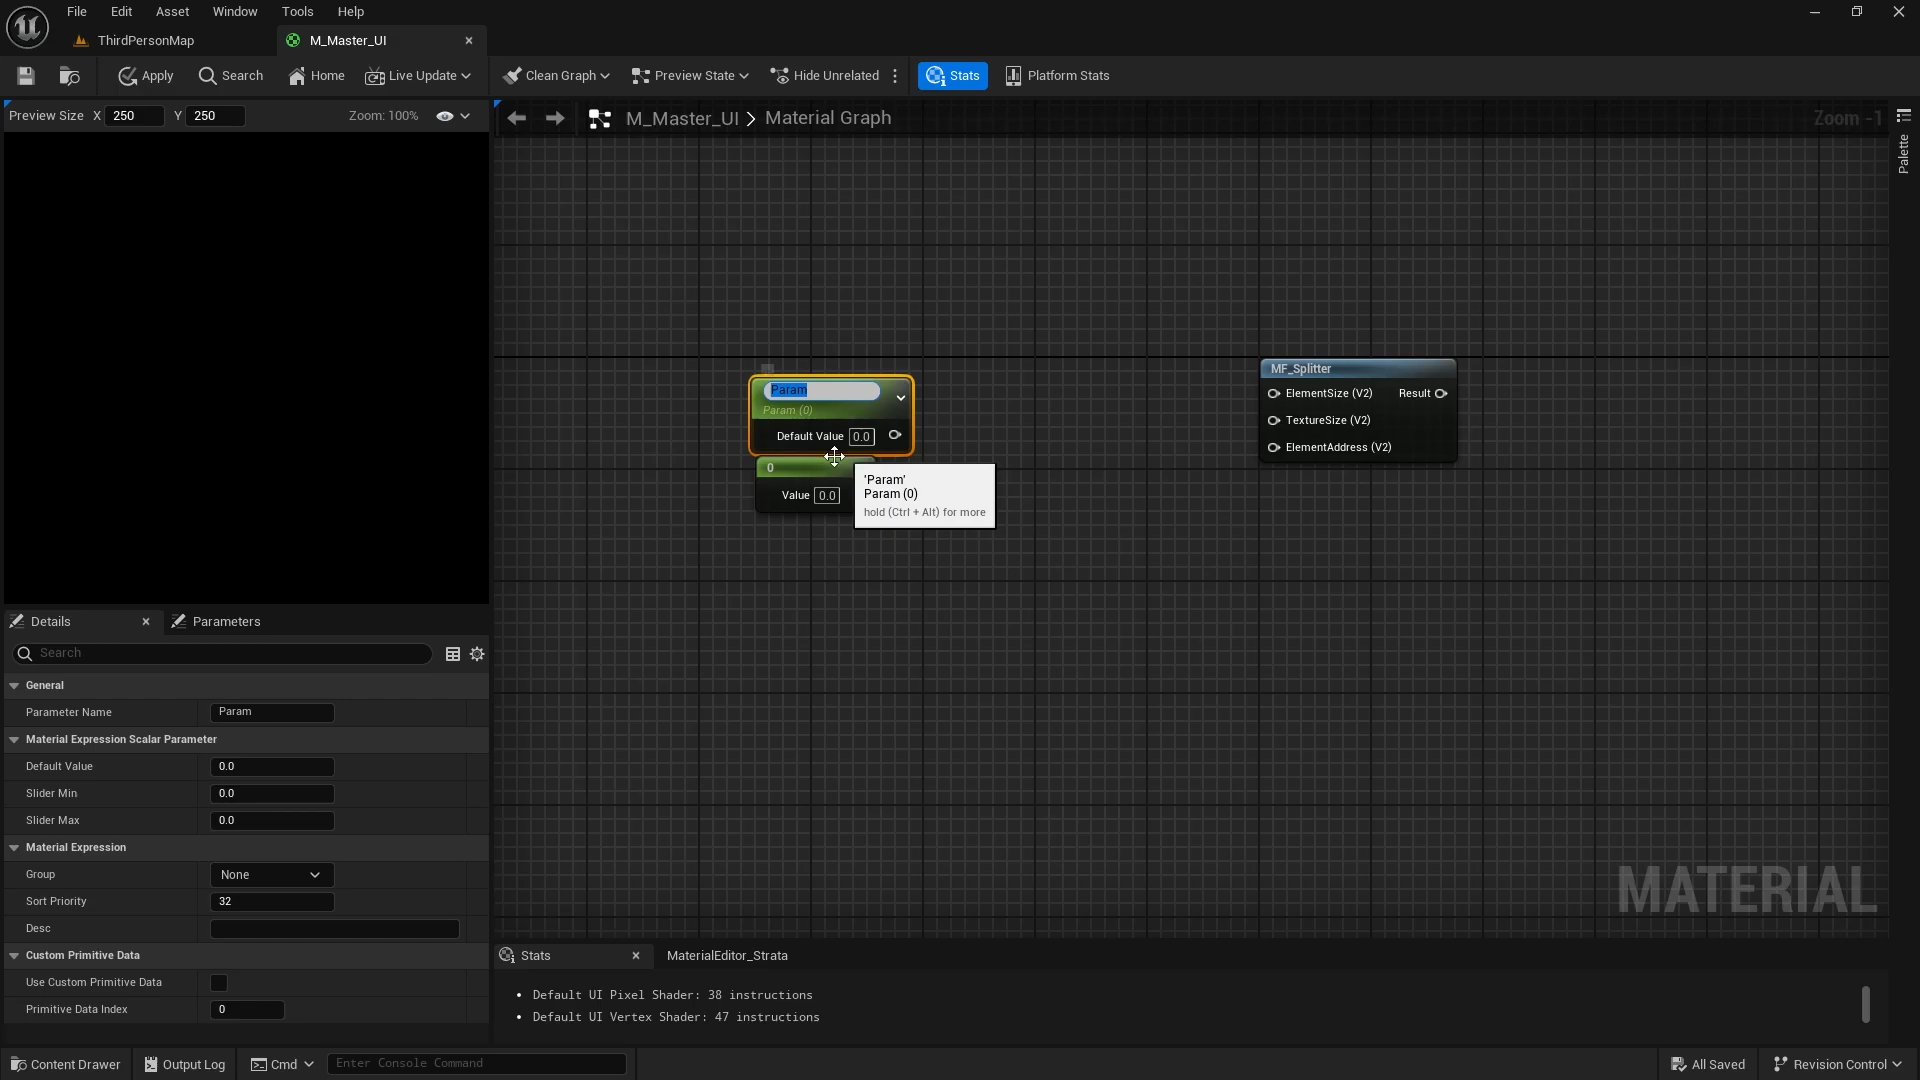 File Edit Asset Window Tools Help
ThirdPersonMap
M_Master_UI
Apply Search Home Live Update Clean Graph Preview State Hide Unrelated Stats Platform Stats
Preview Size X 250 Y 250 Zoom: 100%
M_Master_UI > Material Graph
Zoom -1
Palette
Param
Param (0)
Default Value 0.0
0
Value 0.0
'Param'
Param (0)
hold (Ctrl + Alt) for more
MF_Splitter
ElementSize (V2) Result
TextureSize (V2)
ElementAddress (V2)
MATERIAL
Details Parameters
Search
General
Parameter Name Param
Material Expression Scalar Parameter
Default Value 0.0
Slider Min 0.0
Slider Max 0.0
Material Expression
Group None
Sort Priority 32
Desc
Custom Primitive Data
Use Custom Primitive Data
Primitive Data Index 0
Stats MaterialEditor_Strata
• Default UI Pixel Shader: 38 instructions
• Default UI Vertex Shader: 47 instructions
Content Drawer Output Log Cmd Enter Console Command All Saved Revision Control